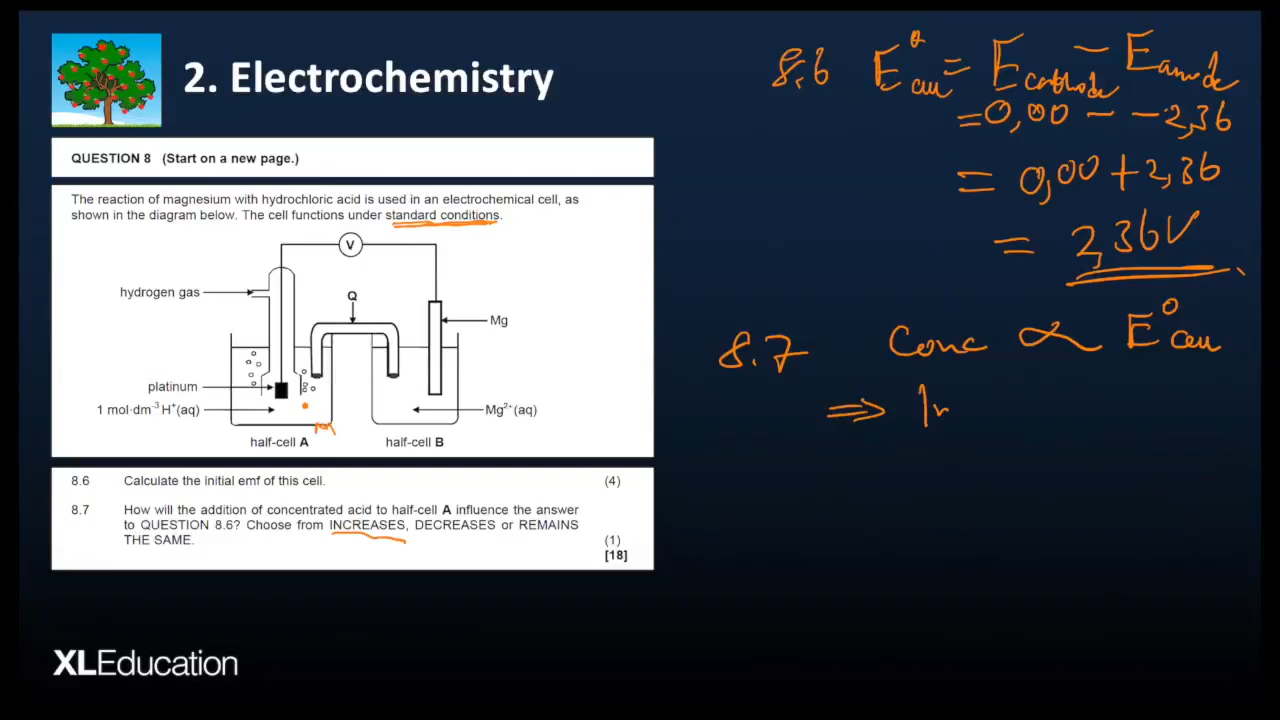 2. Electrochemistry
QUESTION 8 (Start on a new page.)
The reaction of magnesium with hydrochloric acid is used in an electrochemical cell, as
shown in the diagram below. The cell functions under standard conditions.
V
hydrogen gas
Q
Mg
platinum
1 mol·dm⁻³ H⁺(aq)
Mg²⁺(aq)
half-cell A
half-cell B
8.6 Calculate the initial emf of this cell. (4)
8.7 How will the addition of concentrated acid to half-cell A influence the answer
to QUESTION 8.6? Choose from INCREASES, DECREASES or REMAINS
THE SAME. (1)
[18]
XLEducation
8.6 E°cell = Ecathode − Eanode
= 0,00 − −2,36
= 0,00 + 2,36
= 2,36V
8.7 Conc ∝ E°cell
⇒ In